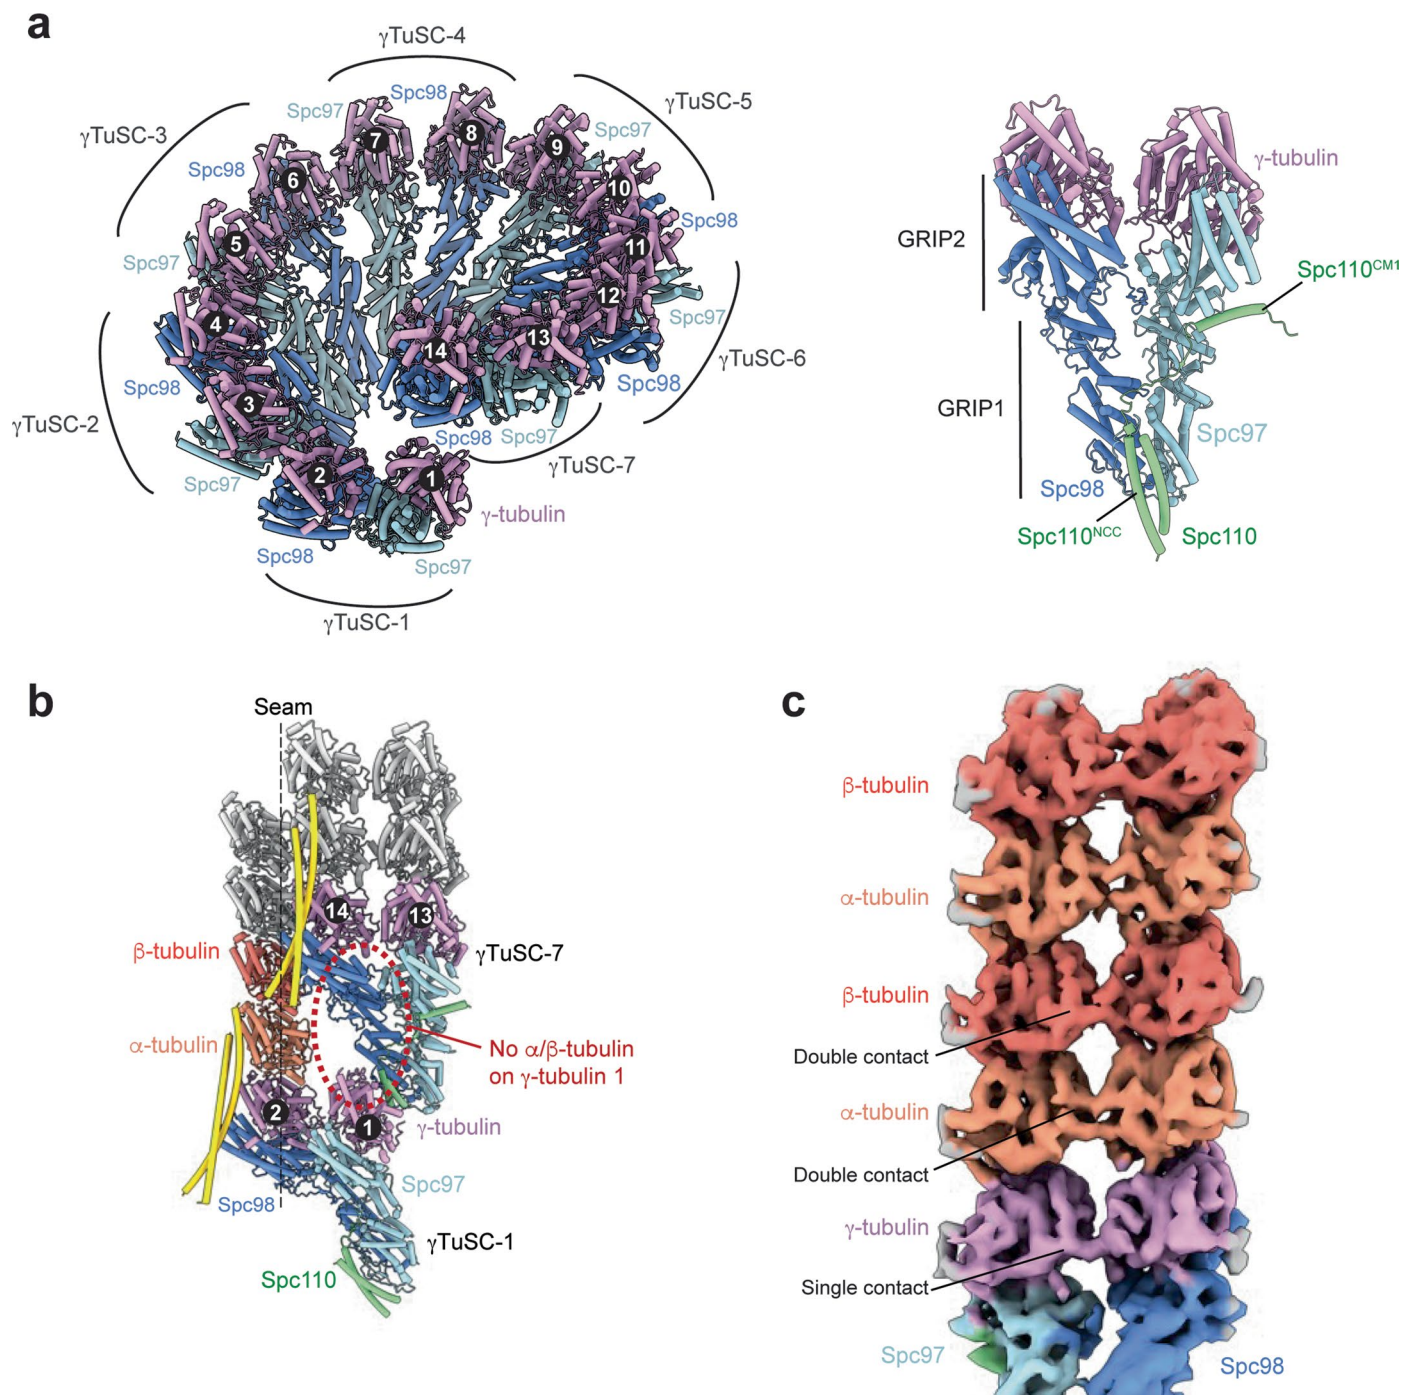 a
γTuSC-4
Spc98
Spc97
γTuSC-5
γTuSC-3
Spc97
Spc98
7
8
9
6
10
Spc98
5
11
Spc97
12
4
Spc97
14
13
γTuSC-6
Spc98
Spc98
3
γTuSC-2
Spc98
Spc97
γTuSC-7
2
1
Spc97
γ-tubulin
Spc98
Spc97
γTuSC-1
γ-tubulin
GRIP2
Spc110CM1
GRIP1
Spc97
Spc98
Spc110NCC
Spc110
b
Seam
14
13
β-tubulin
γTuSC-7
α-tubulin
No α/β-tubulin
on γ-tubulin 1
2
1
γ-tubulin
Spc97
Spc98
γTuSC-1
Spc110
c
β-tubulin
α-tubulin
β-tubulin
Double contact
α-tubulin
Double contact
γ-tubulin
Single contact
Spc97
Spc98